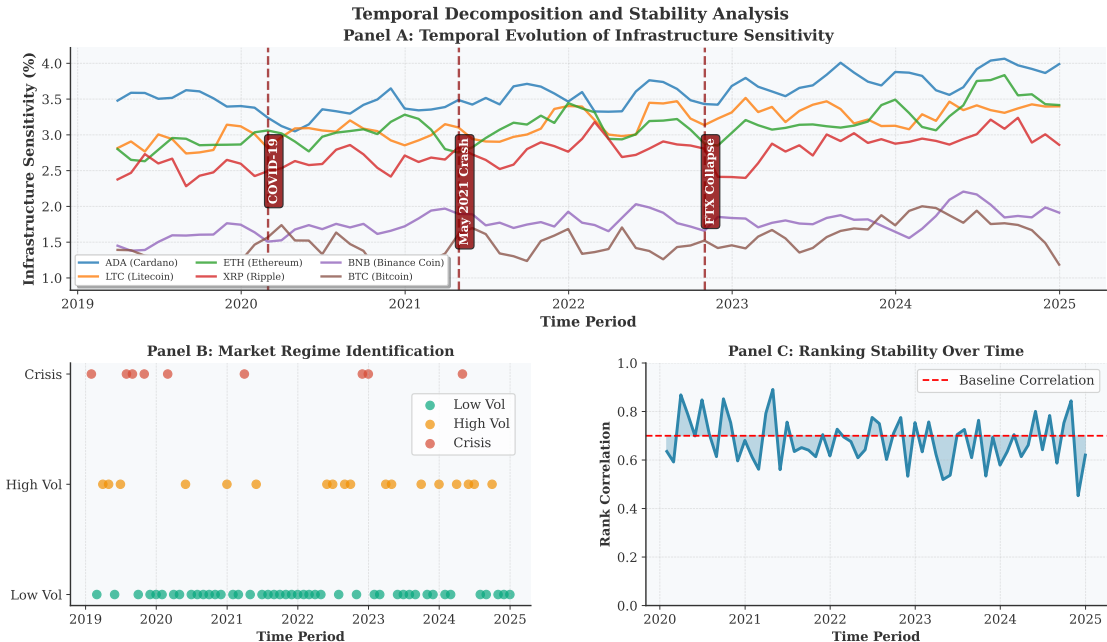 Temporal Decomposition and Stability Analysis
Panel A: Temporal Evolution of Infrastructure Sensitivity
Infrastructure Sensitivity (%)
4.0
3.5
3.0
2.5
2.0
1.5
1.0
COVID-19
May 2021 Crash
FTX Collapse
ADA (Cardano) ETH (Ethereum) BNB (Binance Coin)
LTC (Litecoin) XRP (Ripple) BTC (Bitcoin)
2019 2020 2021 2022 2023 2024 2025
Time Period
Panel B: Market Regime Identification
Crisis
High Vol
Low Vol
Low Vol
High Vol
Crisis
2019 2020 2021 2022 2023 2024 2025
Time Period
Panel C: Ranking Stability Over Time
Rank Correlation
1.0
0.8
0.6
0.4
0.2
0.0
Baseline Correlation
2020 2021 2022 2023 2024 2025
Time Period